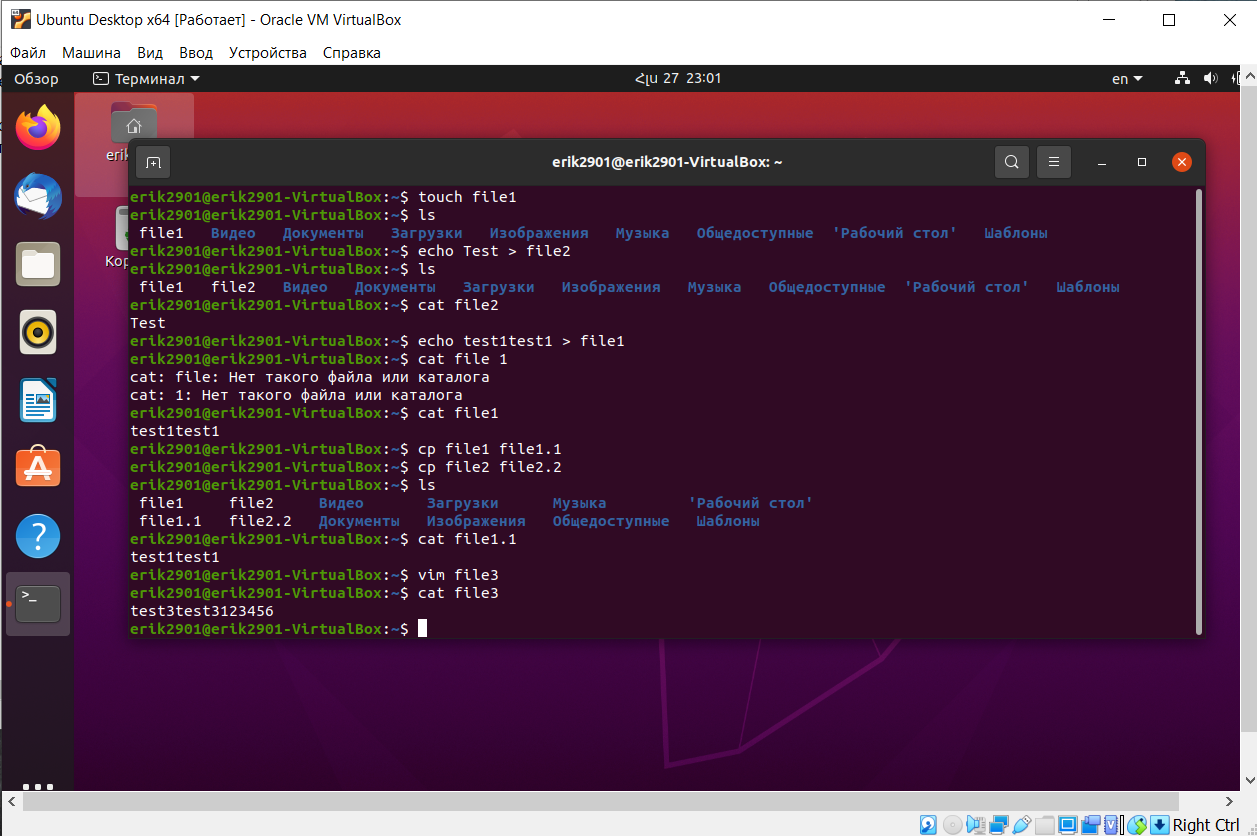 Ubuntu Desktop x64 [Работает] - Oracle VM VirtualBox
Файл Машина Вид Ввод Устройства Справка
Обзор Терминал Հլս 27 23:01 en
erik2901@erik2901-VirtualBox: ~
erik2901@erik2901-VirtualBox:~$ touch file1
erik2901@erik2901-VirtualBox:~$ ls
file1 Видео Документы Загрузки Изображения Музыка Общедоступные 'Рабочий стол' Шаблоны
erik2901@erik2901-VirtualBox:~$ echo Test > file2
erik2901@erik2901-VirtualBox:~$ ls
file1 file2 Видео Документы Загрузки Изображения Музыка Общедоступные 'Рабочий стол' Шаблоны
erik2901@erik2901-VirtualBox:~$ cat file2
Test
erik2901@erik2901-VirtualBox:~$ echo test1test1 > file1
erik2901@erik2901-VirtualBox:~$ cat file 1
cat: file: Нет такого файла или каталога
cat: 1: Нет такого файла или каталога
erik2901@erik2901-VirtualBox:~$ cat file1
test1test1
erik2901@erik2901-VirtualBox:~$ cp file1 file1.1
erik2901@erik2901-VirtualBox:~$ cp file2 file2.2
erik2901@erik2901-VirtualBox:~$ ls
file1 file2 Видео Загрузки Музыка 'Рабочий стол'
file1.1 file2.2 Документы Изображения Общедоступные Шаблоны
erik2901@erik2901-VirtualBox:~$ cat file1.1
test1test1
erik2901@erik2901-VirtualBox:~$ vim file3
erik2901@erik2901-VirtualBox:~$ cat file3
test3test3123456
erik2901@erik2901-VirtualBox:~$
Right Ctrl